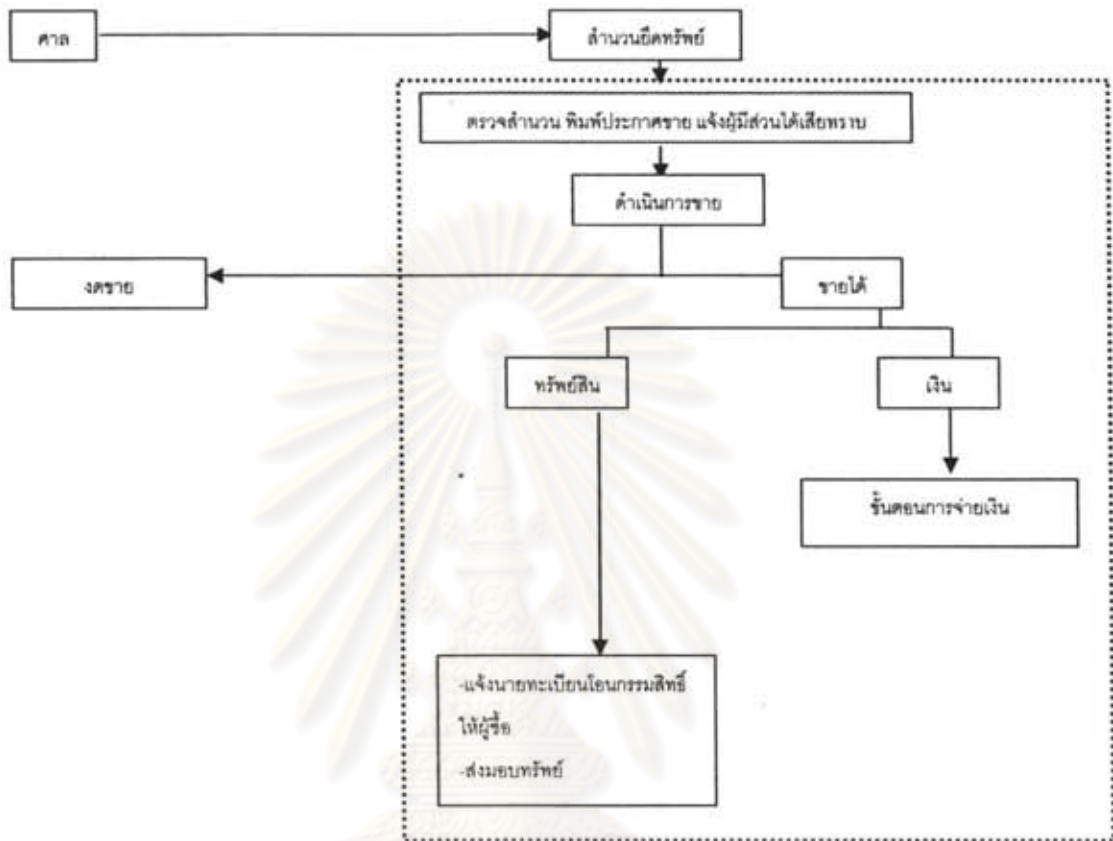 ศาล
สำนวนยึดทรัพย์
ตรวจสำนวน พิมพ์ประกาศขาย แจ้งผู้มีส่วนได้เสียทราบ
ดำเนินการขาย
งดขาย
ขายได้
ทรัพย์สิน
เงิน
ขั้นตอนการจ่ายเงิน
-แจ้งนายทะเบียนโอนกรรมสิทธิ์
ให้ผู้ซื้อ
-ส่งมอบทรัพย์